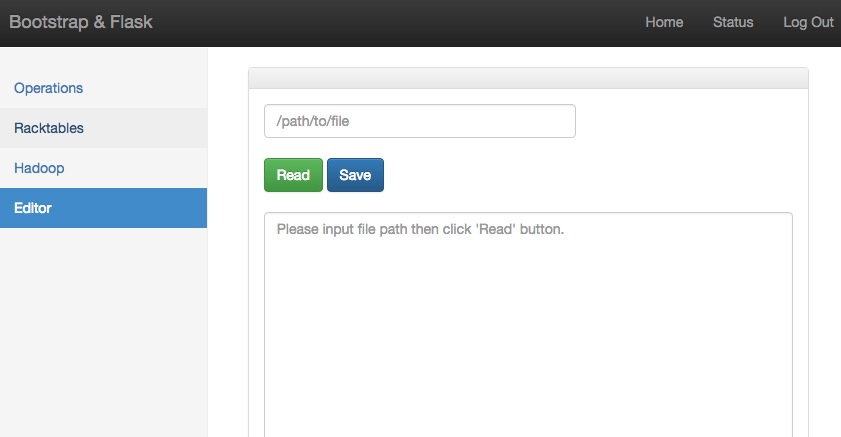 Bootstrap & Flask Home Status Log Out
Operations
Racktables
Hadoop
Editor
/path/to/file
Read Save
Please input file path then click 'Read' button.